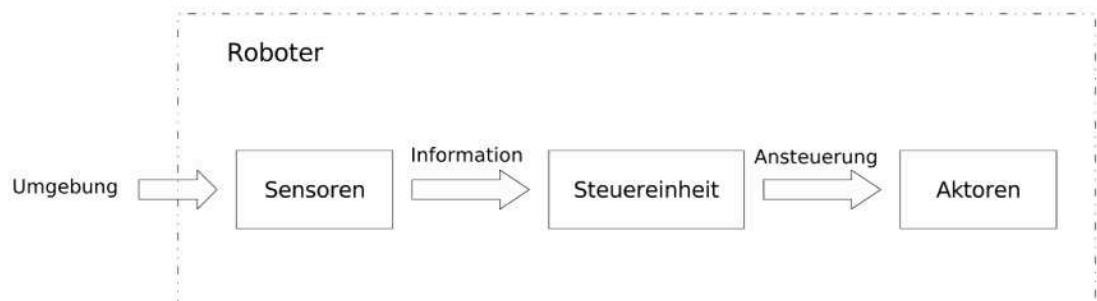 Roboter
Umgebung
Sensoren
Information
Steuereinheit
Ansteuerung
Aktoren